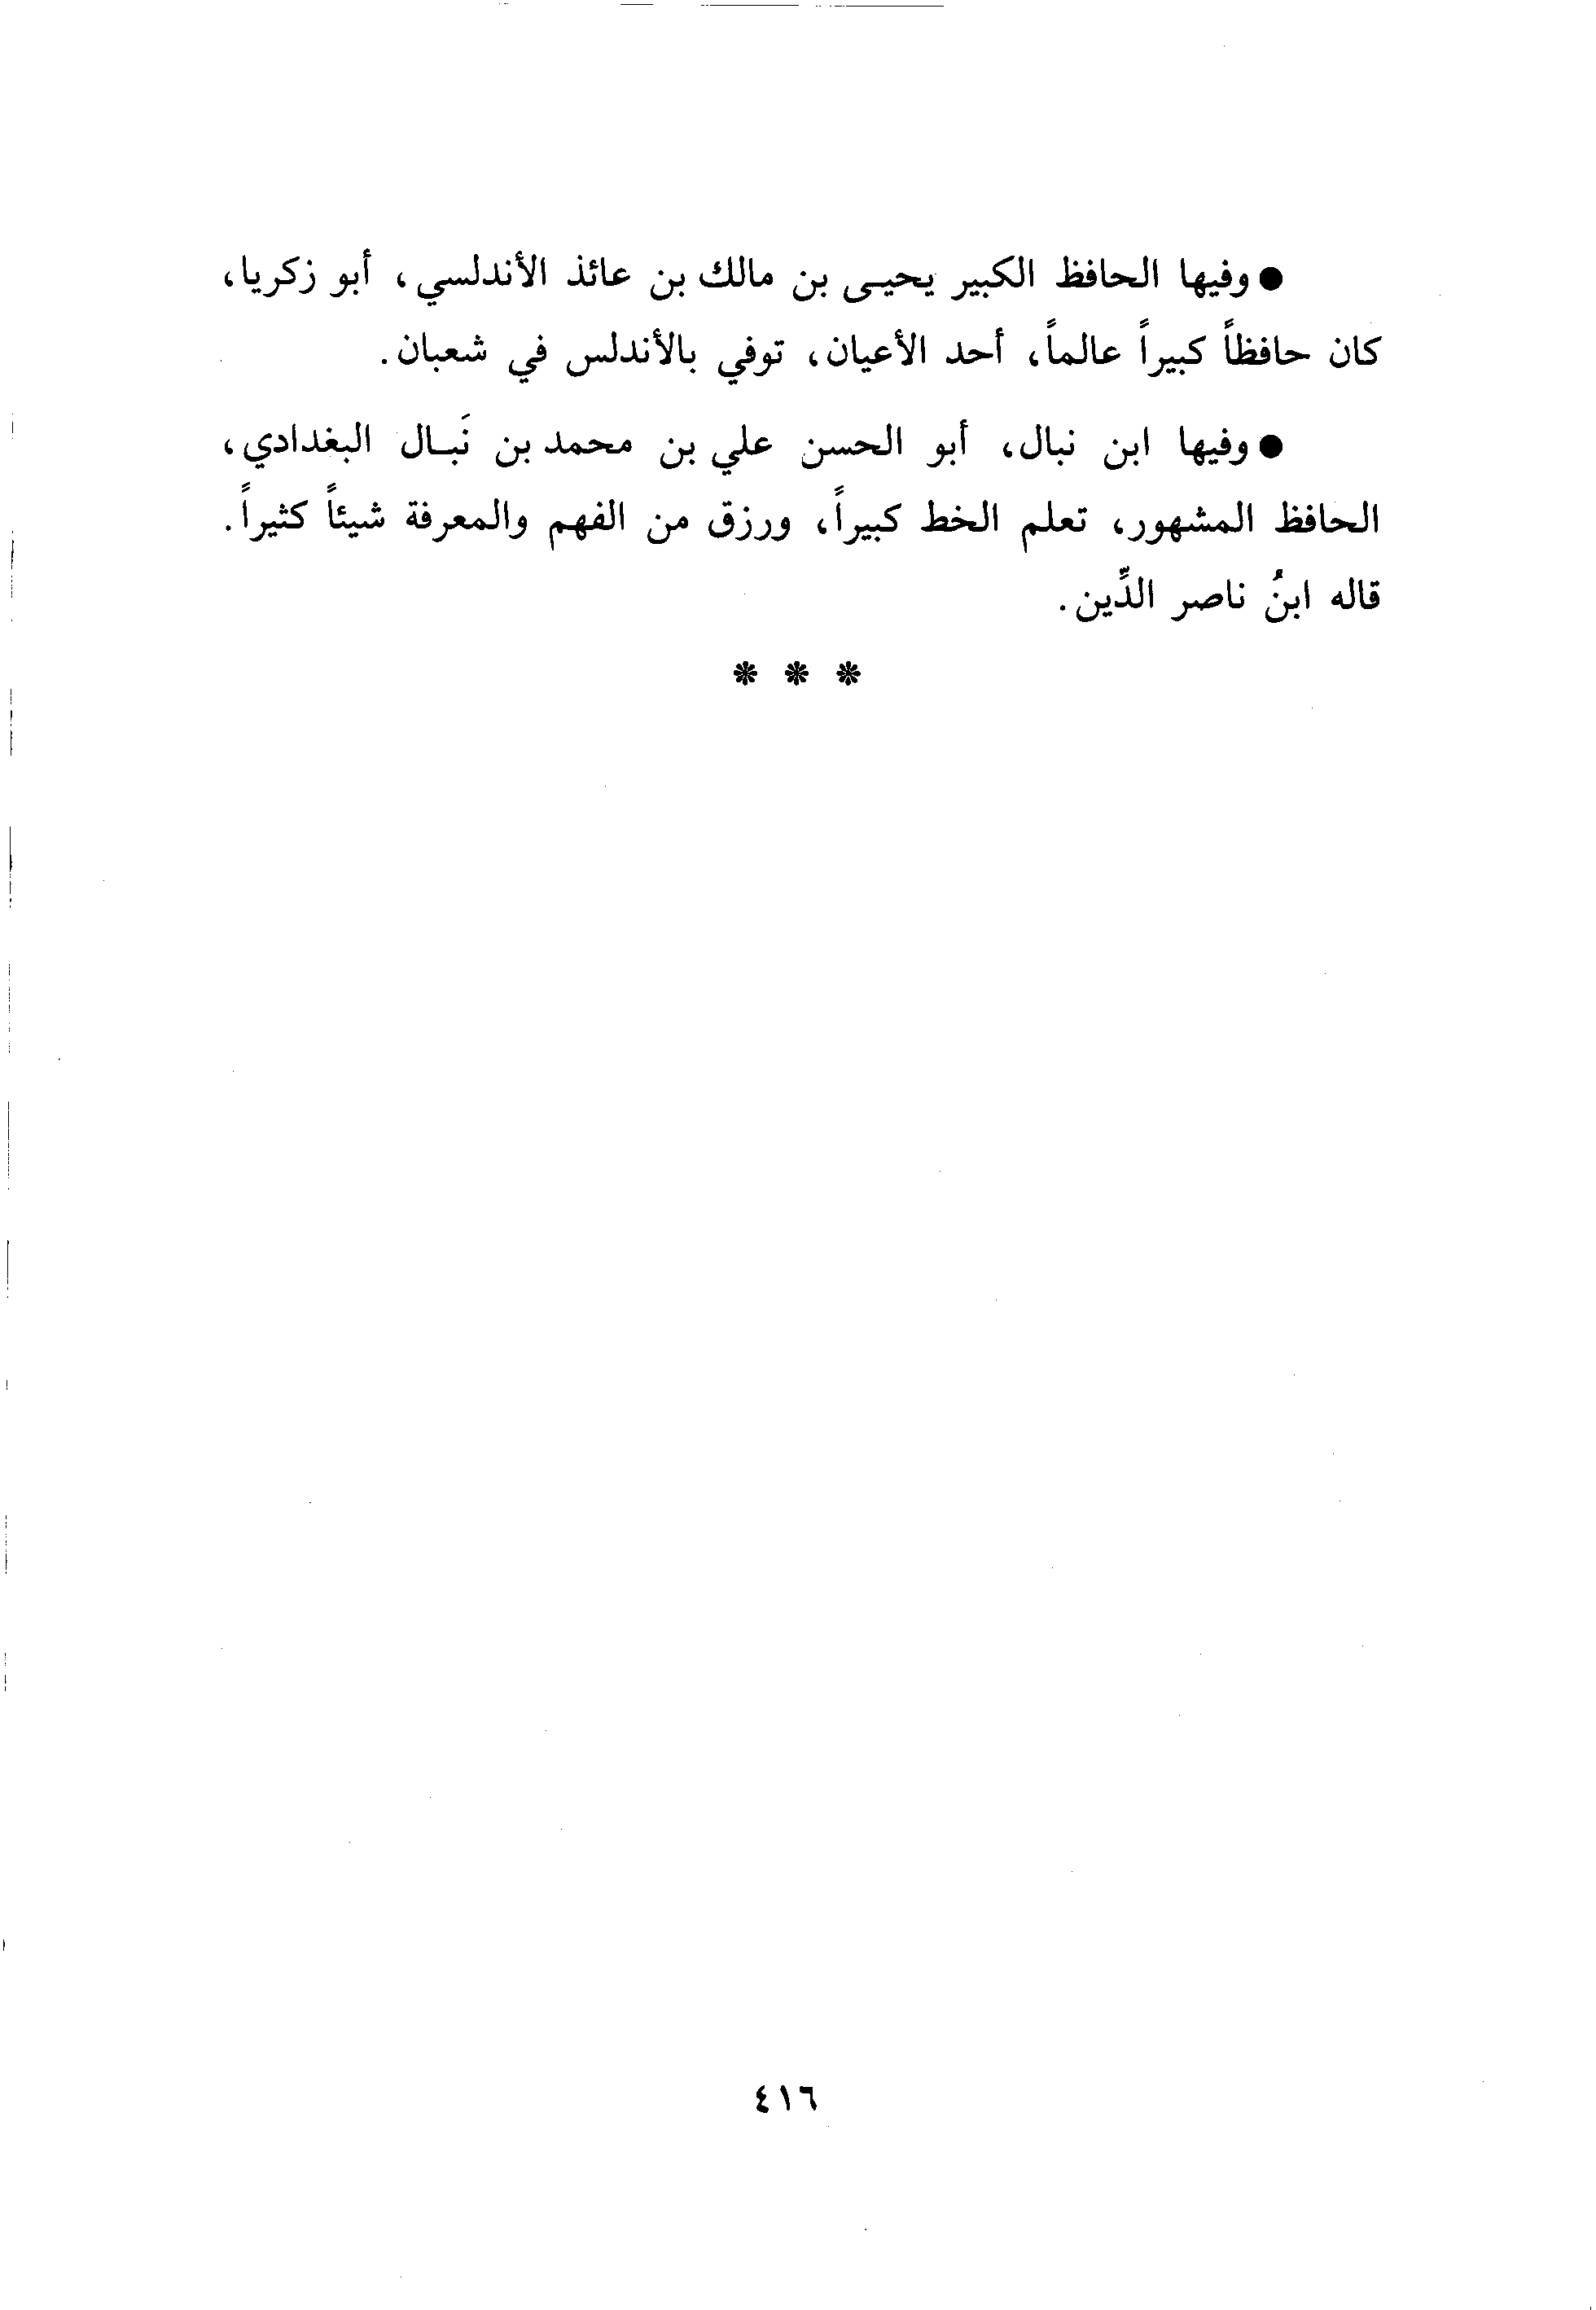 ● وفيها الحافظ الكبير يحيى بن مالك بن عائذ الأندلسي، أبو زكريا،
كان حافظاً كبيراً عالماً، أحد الأعيان، توفي بالأندلس في شعبان.
● وفيها ابن نبال، أبو الحسن علي بن محمد بن نَبـال البغدادي،
الحافظ المشهور، تعلم الخط كبيراً، ورزق من الفهم والمعرفة شيئاً كثيراً.
قاله ابنُ ناصر الدِّين.
* * *
٤١٦